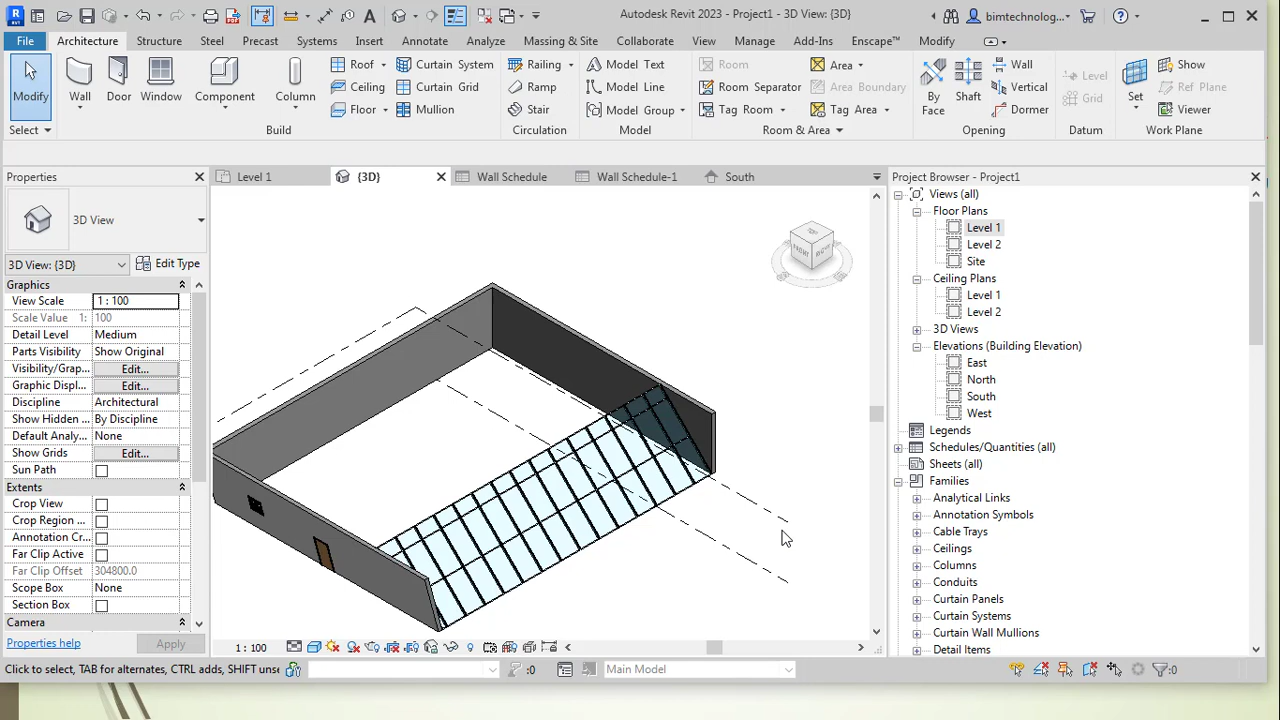 Autodesk Revit 23 - Project1 - 3D View: {3D}
bimtechnolog...
File Architecture Structure Steel Precast Systems Insert Annotate Analyze Massing & Site Collaborate View Manage Add-Ins Enscape™ Modify
Modify
Select
Wall
Door
Window
Component
Column
Roof
Ceiling
Floor
Curtain System
Curtain Grid
Mullion
Build
Railing
Ramp
Stair
Circulation
Model Text
Model Line
Model Group
Model
Room
Room Separator
Tag Room
Area
Area Boundary
Tag Area
Room & Area
By
Face
Shaft
Wall
Vertical
Dormer
Opening
Level
Grid
Datum
Set
Show
Ref Plane
Viewer
Work Plane
Properties
3D View
3D View: {3D}
Edit Type
Graphics
View Scale 1 : 100
Scale Value 1: 100
Detail Level Medium
Parts Visibility Show Original
Visibility/Grap... Edit...
Graphic Displ... Edit...
Discipline Architectural
Show Hidden ... By Discipline
Default Analy... None
Show Grids Edit...
Sun Path
Extents
Crop View
Crop Region ...
Annotation Cr...
Far Clip Active
Far Clip Offset 304800.0
Scope Box None
Section Box
Camera
Properties help
Apply
Level 1
{3D}
Wall Schedule
Wall Schedule-1
South
FRONT
RIGHT
1 : 100
Project Browser - Project1
Views (all)
Floor Plans
Level 1
Level 2
Site
Ceiling Plans
Level 1
Level 2
3D Views
Elevations (Building Elevation)
East
North
South
West
Legends
Schedules/Quantities (all)
Sheets (all)
Families
Analytical Links
Annotation Symbols
Cable Trays
Ceilings
Columns
Conduits
Curtain Panels
Curtain Systems
Curtain Wall Mullions
Detail Items
Click to select, TAB for alternates, CTRL adds, SHIFT unse
:0
Main Model
:0